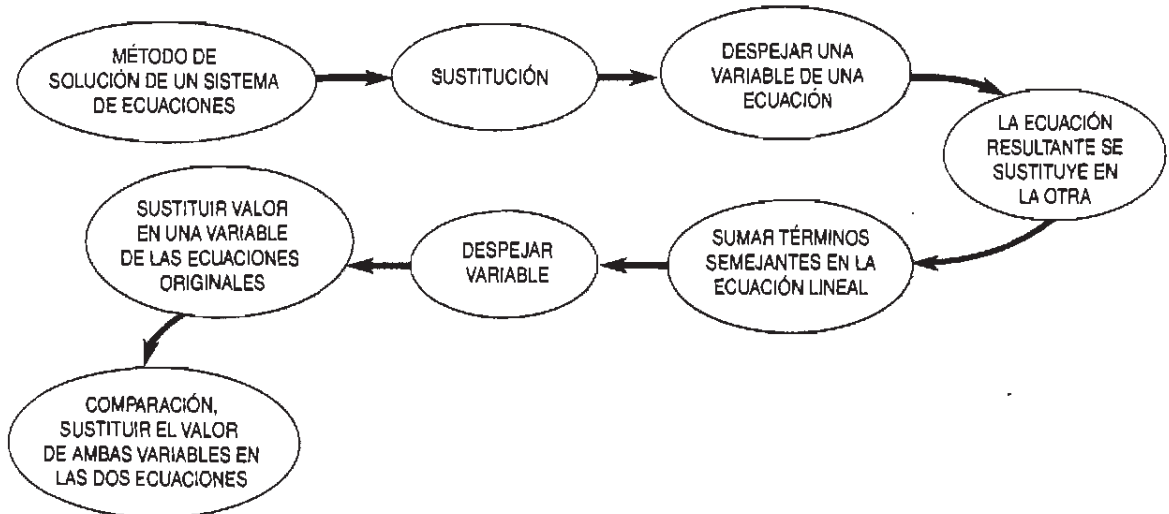 MÉTODO DE
SOLUCIÓN DE UN SISTEMA
DE ECUACIONES
SUSTITUCIÓN
DESPEJAR UNA
VARIABLE DE UNA
ECUACIÓN
LA ECUACIÓN
RESULTANTE SE
SUSTITUYE EN
LA OTRA
SUMAR TÉRMINOS
SEMEJANTES EN LA
ECUACIÓN LINEAL
DESPEJAR
VARIABLE
SUSTITUIR VALOR
EN UNA VARIABLE
DE LAS ECUACIONES
ORIGINALES
COMPARACIÓN,
SUSTITUIR EL VALOR
DE AMBAS VARIABLES EN
LAS DOS ECUACIONES